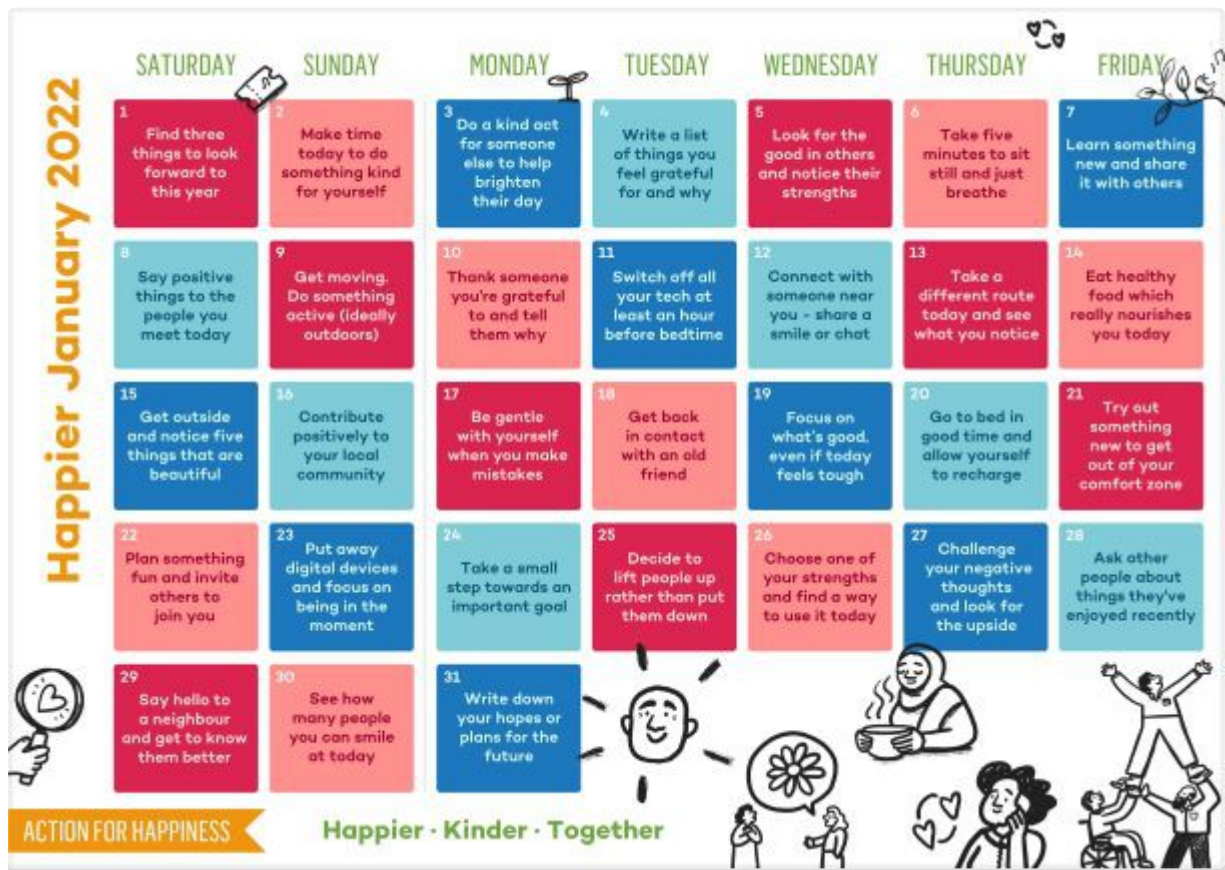 Happier January 2022
SATURDAY
SUNDAY
MONDAY
TUESDAY
WEDNESDAY
THURSDAY
FRIDAY
1
Find three
things to look
forward to
this year
2
Make time
today to do
something kind
for yourself
3
Do a kind act
for someone
else to help
brighten
their day
4
Write a list
of things you
feel grateful
for and why
5
Look for the
good in others
and notice their
strengths
6
Take five
minutes to sit
still and just
breathe
7
Learn something
new and share
it with others
8
Say positive
things to the
people you
meet today
9
Get moving.
Do something
active (ideally
outdoors)
10
Thank someone
you're grateful
to and tell
them why
11
Switch off all
your tech at
least an hour
before bedtime
12
Connect with
someone near
you - share a
smile or chat
13
Take a
different route
today and see
what you notice
14
Eat healthy
food which
really nourishes
you today
15
Get outside
and notice five
things that are
beautiful
16
Contribute
positively to
your local
community
17
Be gentle
with yourself
when you make
mistakes
18
Get back
in contact
with an old
friend
19
Focus on
what's good,
even if today
feels tough
20
Go to bed in
good time and
allow yourself
to recharge
21
Try out
something
new to get
out of your
comfort zone
22
Plan something
fun and invite
others to
join you
23
Put away
digital devices
and focus on
being in the
moment
24
Take a small
step towards an
important goal
25
Decide to
lift people up
rather than put
them down
26
Choose one of
your strengths
and find a way
to use it today
27
Challenge
your negative
thoughts
and look for
the upside
28
Ask other
people about
things they've
enjoyed recently
29
Say hello to
a neighbour
and get to know
them better
30
See how
many people
you can smile
at today
31
Write down
your hopes or
plans for the
future
ACTION FOR HAPPINESS
Happier · Kinder · Together